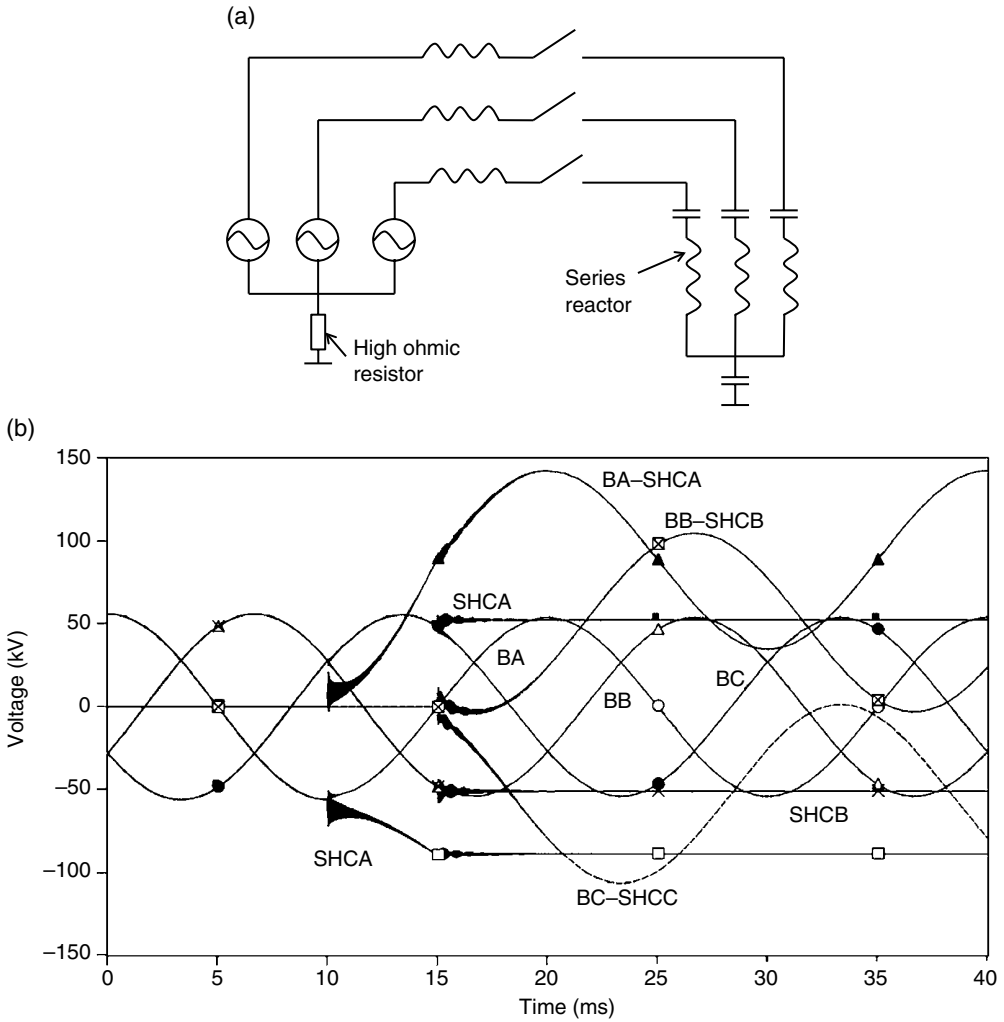 (a)
Series
reactor
High ohmic
resistor
(b)
150
100
50
0
−50
−100
−150
Voltage (kV)
BA–SHCA
BB–SHCB
SHCA
BA
BB
BC
SHCB
SHCA
BC–SHCC
0
5
10
15
20
25
30
35
40
Time (ms)